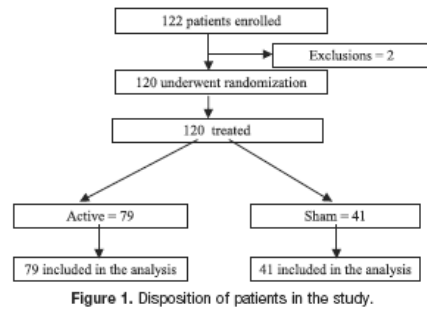 122 patients enrolled
Exclusions = 2
120 underwent randomization
120 treated
Active = 79
Sham = 41
79 included in the analysis
41 included in the analysis
Figure 1. Disposition of patients in the study.